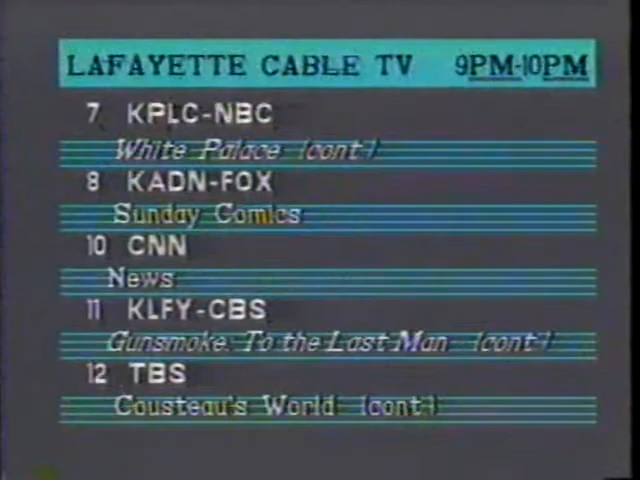 LAFAYETTE CABLE TV 9PM-10PM
7 KPLC-NBC
White Palace (cont.)
8 KADN-FOX
Sunday Comics
10 CNN
News
11 KLFY-CBS
Gunsmoke: To the Last Man (cont.)
12 TBS
Cousteau's World (cont.)